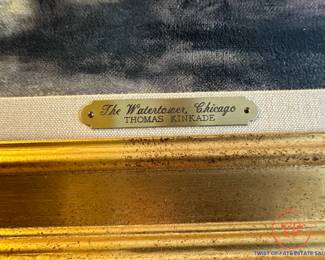 The Watertower, Chicago
THOMAS KINKADE
TWIST OF FATE ESTATE SALES